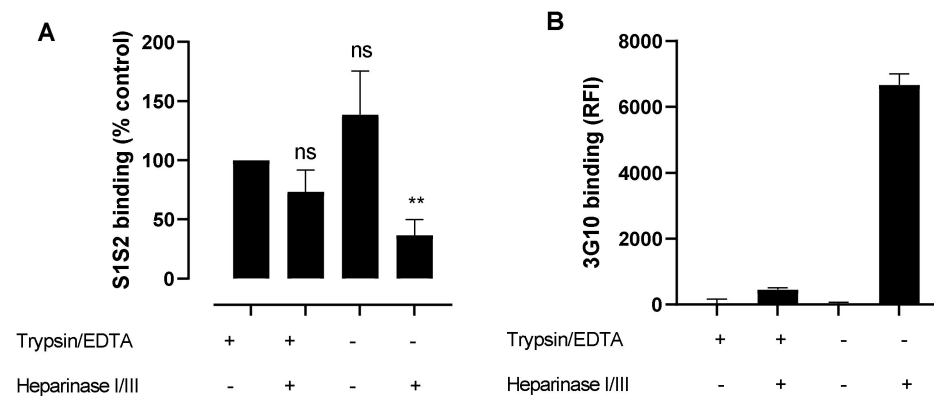 A
S1S2 binding (% control)
200
150
100
50
0
ns
ns
**
Trypsin/EDTA + + - -
Heparinase I/III - + - +
B
3G10 binding (RFI)
8000
6000
4000
2000
0
Trypsin/EDTA + + - -
Heparinase I/III - + - +